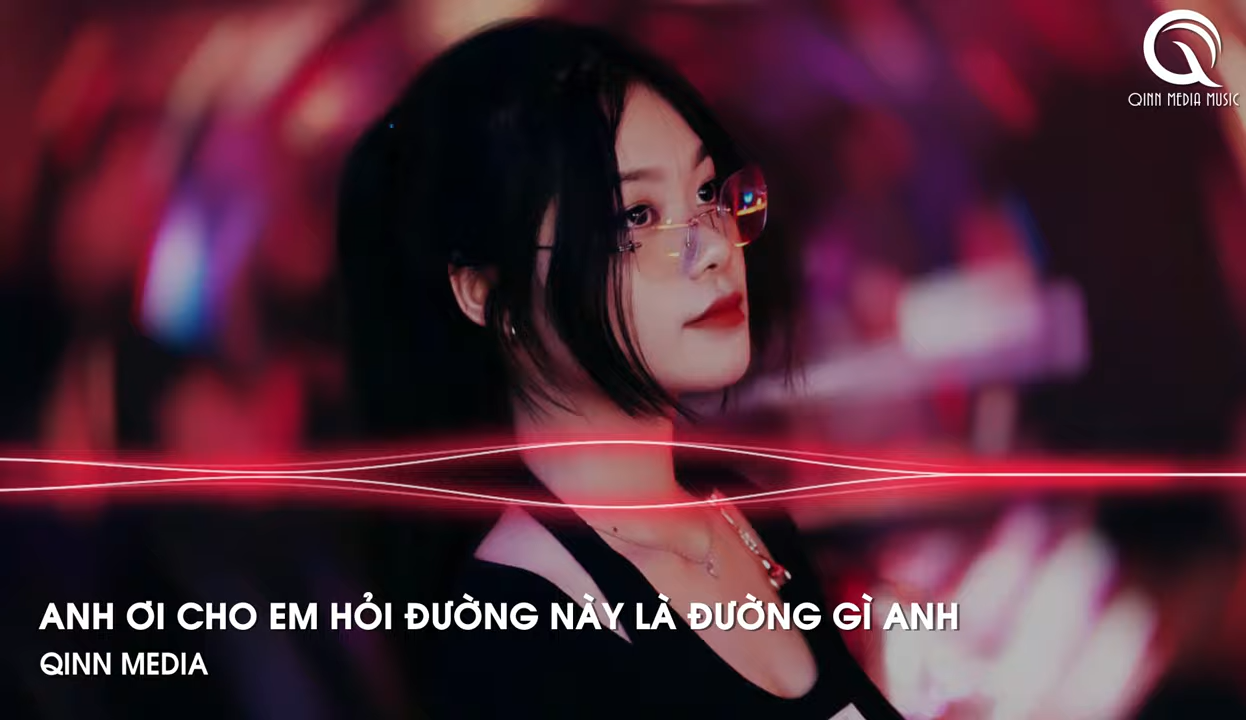 QINN MEDIA MUSIC
ANH ƠI CHO EM HỎI ĐƯỜNG NÀY LÀ ĐƯỜNG GÌ ANH
QINN MEDIA